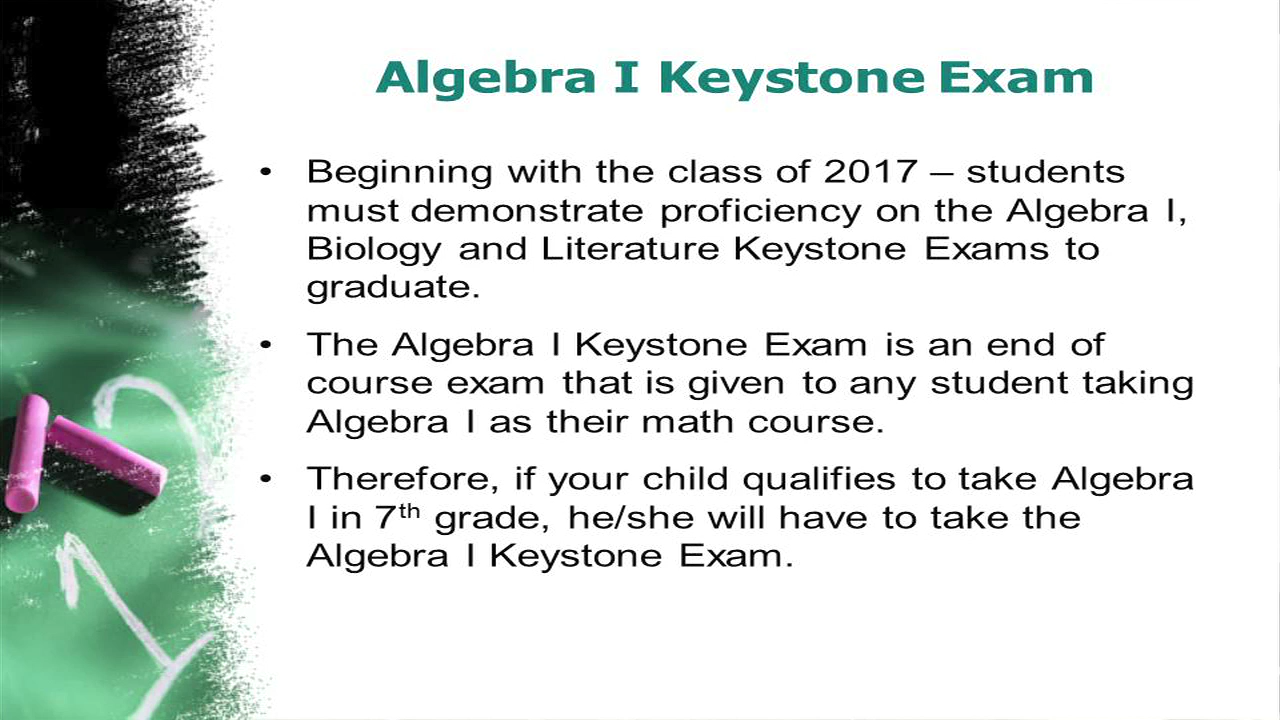 Algebra I Keystone Exam
• Beginning with the class of 2017 – students
must demonstrate proficiency on the Algebra I,
Biology and Literature Keystone Exams to
graduate.
• The Algebra I Keystone Exam is an end of
course exam that is given to any student taking
Algebra I as their math course.
• Therefore, if your child qualifies to take Algebra
I in 7th grade, he/she will have to take the
Algebra I Keystone Exam.